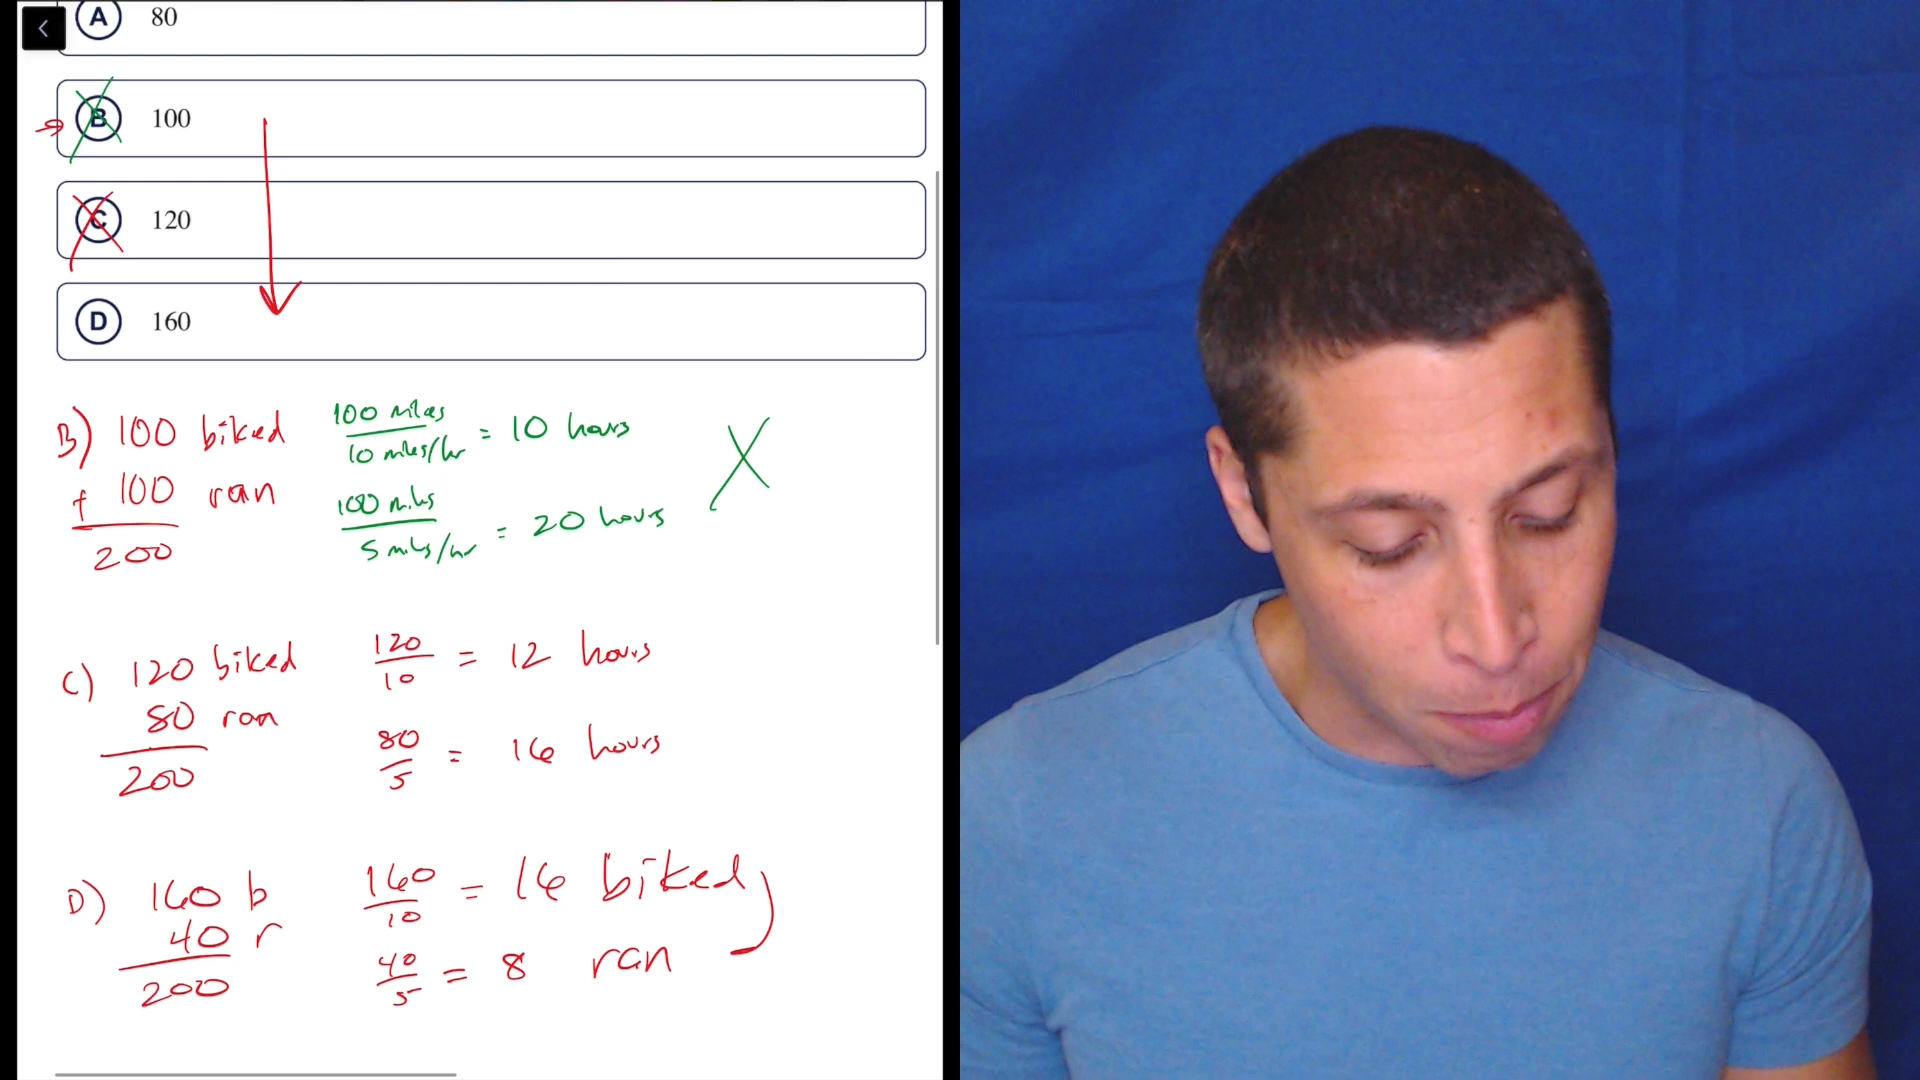 A 80
B 100
C 120
D 160
B) 100 biked
+ 100 ran
200
100 miles
10 miles/hr = 10 hours
100 miles
5 miles/hr = 20 hours
X
C) 120 biked
80 ran
200
120
10 = 12 hours
80
5 = 16 hours
D) 160 b
40 r
200
160
10 = 16 biked
40
5 = 8 ran